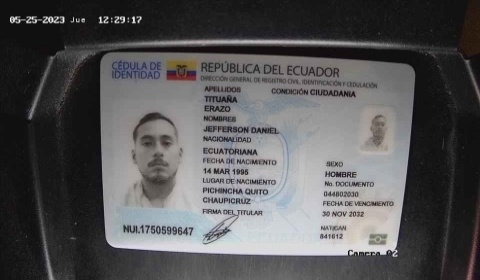 05-25-2023 Jue 12:29:17
CÉDULA DE IDENTIDAD
REPÚBLICA DEL ECUADOR
DIRECCIÓN GENERAL DE REGISTRO CIVIL, IDENTIFICACIÓN Y CEDULACIÓN
APELLIDOS
CONDICIÓN CIUDADANÍA
TITUAÑA
ERAZO
NOMBRES
JEFFERSON DANIEL
NACIONALIDAD
ECUATORIANA
FECHA DE NACIMIENTO
14 MAR 1995
LUGAR DE NACIMIENTO
PICHINCHA QUITO
CHAUPICRUZ
FIRMA DEL TITULAR
SEXO
HOMBRE
No. DOCUMENTO
044802030
FECHA DE VENCIMIENTO
30 NOV 2032
NAT/CAN
841612
NUI.1750599647
Camera 02